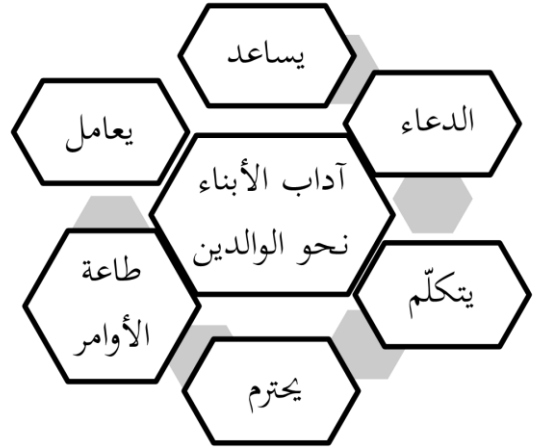 يساعد
الدعاء
يعامل
آداب الأبناء
نحو الوالدين
طاعة
الأوامر
يتكلّم
يحترم